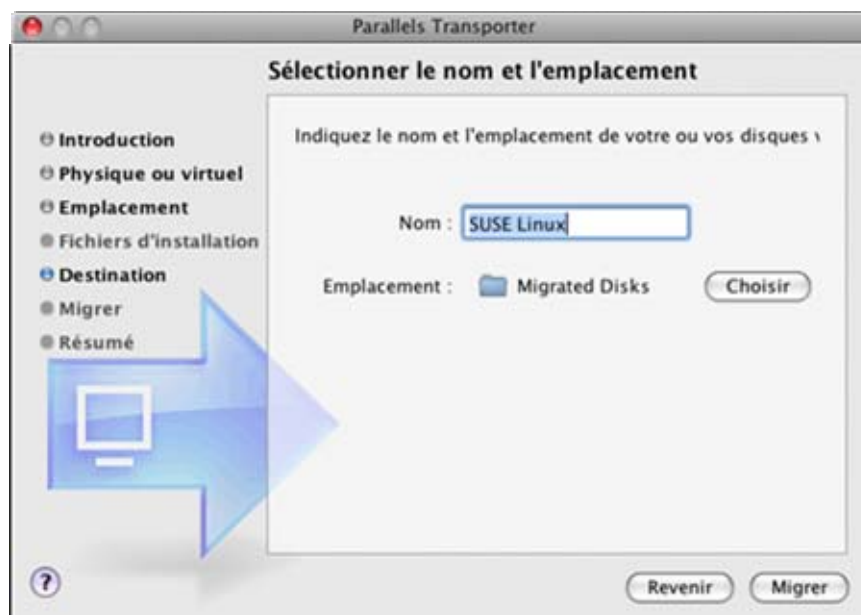 Parallels Transporter
Sélectionner le nom et l'emplacement
Introduction
Physique ou virtuel
Emplacement
Fichiers d'installation
Destination
Migrer
Résumé
Indiquez le nom et l'emplacement de votre ou vos disques
Nom : SUSE Linux
Emplacement : Migrated Disks Choisir
? Revenir Migrer